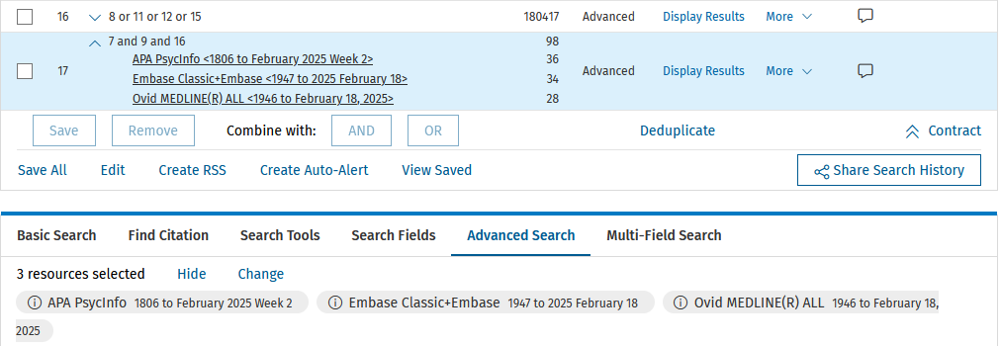 16 8 or 11 or 12 or 15 180417 Advanced Display Results More
7 and 9 and 16 98
APA PsycInfo <1806 to February 2025 Week 2> 36
17 Embase Classic+Embase <1947 to 2025 February 18> 34 Advanced Display Results More
Ovid MEDLINE(R) ALL <1946 to February 18, 2025> 28
Save Remove Combine with: AND OR Deduplicate Contract
Save All Edit Create RSS Create Auto-Alert View Saved Share Search History
Basic Search Find Citation Search Tools Search Fields Advanced Search Multi-Field Search
3 resources selected Hide Change
APA PsycInfo 1806 to February 2025 Week 2 Embase Classic+Embase 1947 to 2025 February 18 Ovid MEDLINE(R) ALL 1946 to February 18,
2025